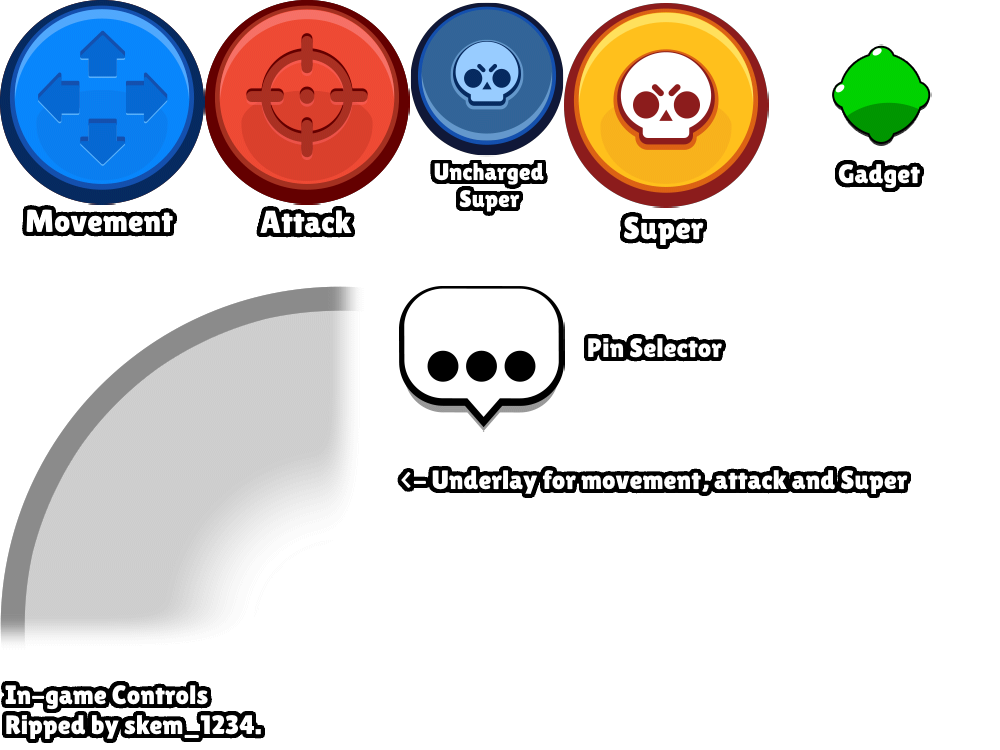 Movement
Attack
Uncharged
Super
Super
Gadget
Pin Selector
<- Underlay for movement, attack and Super
In-game Controls
Ripped by skem_1234.